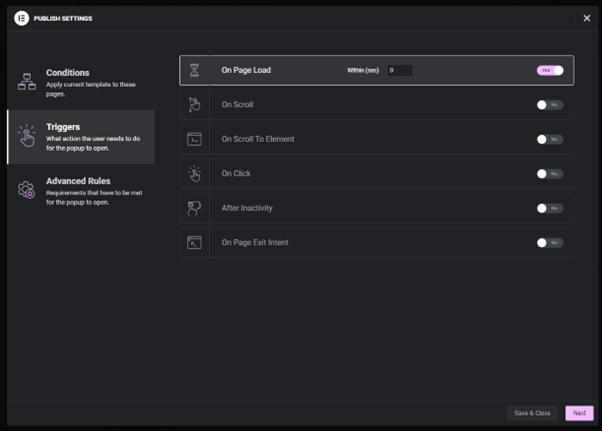 PUBLISH SETTINGS
Conditions
Apply current template to these
pages.
Triggers
What action the user needs to do
for the popup to open.
Advanced Rules
Requirements that have to be met
for the popup to open.
On Page Load Within (sec) 0 Yes
On Scroll No
On Scroll To Element No
On Click No
After Inactivity No
On Page Exit Intent No
Save & Close Next